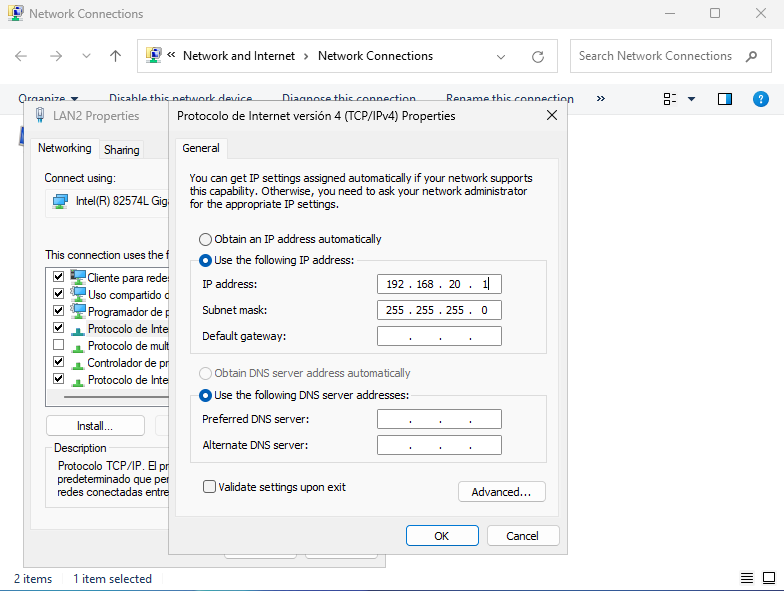 Network Connections
« Network and Internet › Network Connections
Search Network Connections
Organize Disable this network device Diagnose this connection Rename this connection »
LAN2 Properties
Networking Sharing
Connect using:
Intel(R) 82574L Giga
This connection uses the f
Cliente para redes
Uso compartido d
Programador de p
Protocolo de Inte
Protocolo de mult
Controlador de pr
Protocolo de Inte
Install...
Description
Protocolo TCP/IP. El pr
predeterminado que per
redes conectadas entre
Protocolo de Internet versión 4 (TCP/IPv4) Properties
General
You can get IP settings assigned automatically if your network supports
this capability. Otherwise, you need to ask your network administrator
for the appropriate IP settings.
Obtain an IP address automatically
Use the following IP address:
IP address: 192 . 168 . 20 . 1
Subnet mask: 255 . 255 . 255 . 0
Default gateway: . . .
Obtain DNS server address automatically
Use the following DNS server addresses:
Preferred DNS server: . . .
Alternate DNS server: . . .
Validate settings upon exit
Advanced...
OK Cancel
2 items 1 item selected